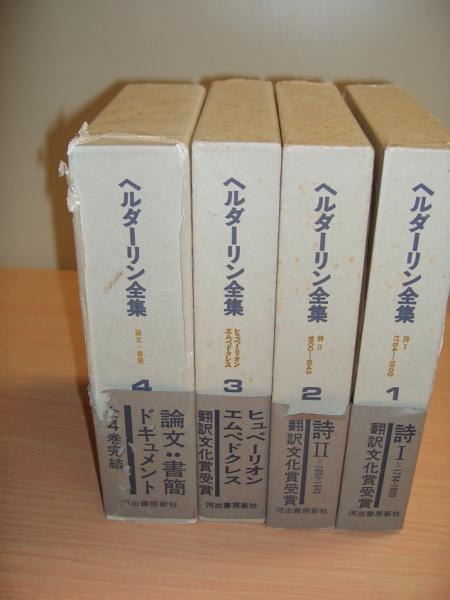 ヘルダーリン全集
論文・書簡
4
論文::書簡
ドキュメント
全4巻完結
河出書房新社
ヘルダーリン全集
ヒュペーリオン
エムペドクレス
3
ヒュペーリオン
エムペドクレス
翻訳文化賞受賞
河出書房新社
ヘルダーリン全集
詩 II
1800—1843
2
詩II=1800-1843
翻訳文化賞受賞
河出書房新社
ヘルダーリン全集
詩 I
1784—1800
1
詩I=1784-1800
翻訳文化賞受賞
河出書房新社